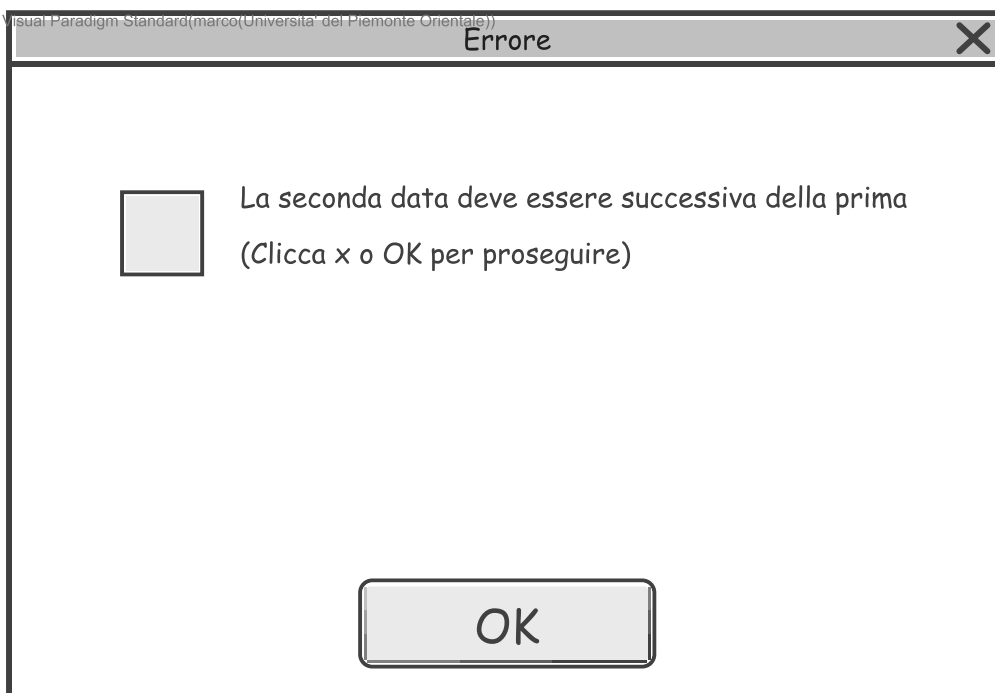 Visual Paradigm Standard(marco(Universita' del Piemonte Orientale))
Errore
La seconda data deve essere successiva della prima
(Clicca x o OK per proseguire)
OK